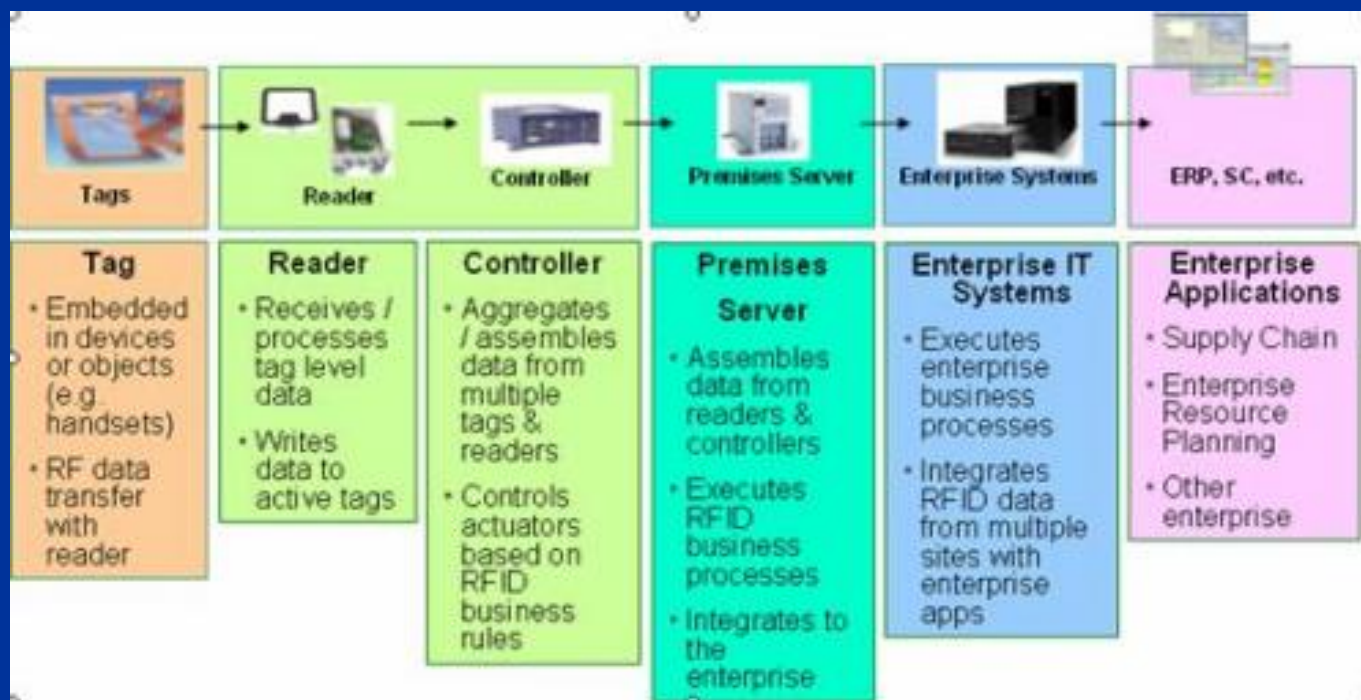 Tags
Reader
Controller
Premises Server
Enterprise Systems
ERP, SC, etc.
Tag
• Embedded
in devices
or objects
(e.g.
handsets)
• RF data
transfer
with
reader
Reader
• Receives /
processes
tag level
data
• Writes
data to
active tags
Controller
• Aggregates
/ assembles
data from
multiple
tags &
readers
• Controls
actuators
based on
RFID
business
rules
Premises
Server
• Assembles
data from
readers &
controllers
• Executes
RFID
business
processes
• Integrates to
the
enterprise
Enterprise IT
Systems
• Executes
enterprise
business
processes
• Integrates
RFID data
from multiple
sites with
enterprise
apps
Enterprise
Applications
• Supply Chain
• Enterprise
Resource
Planning
• Other
enterprise